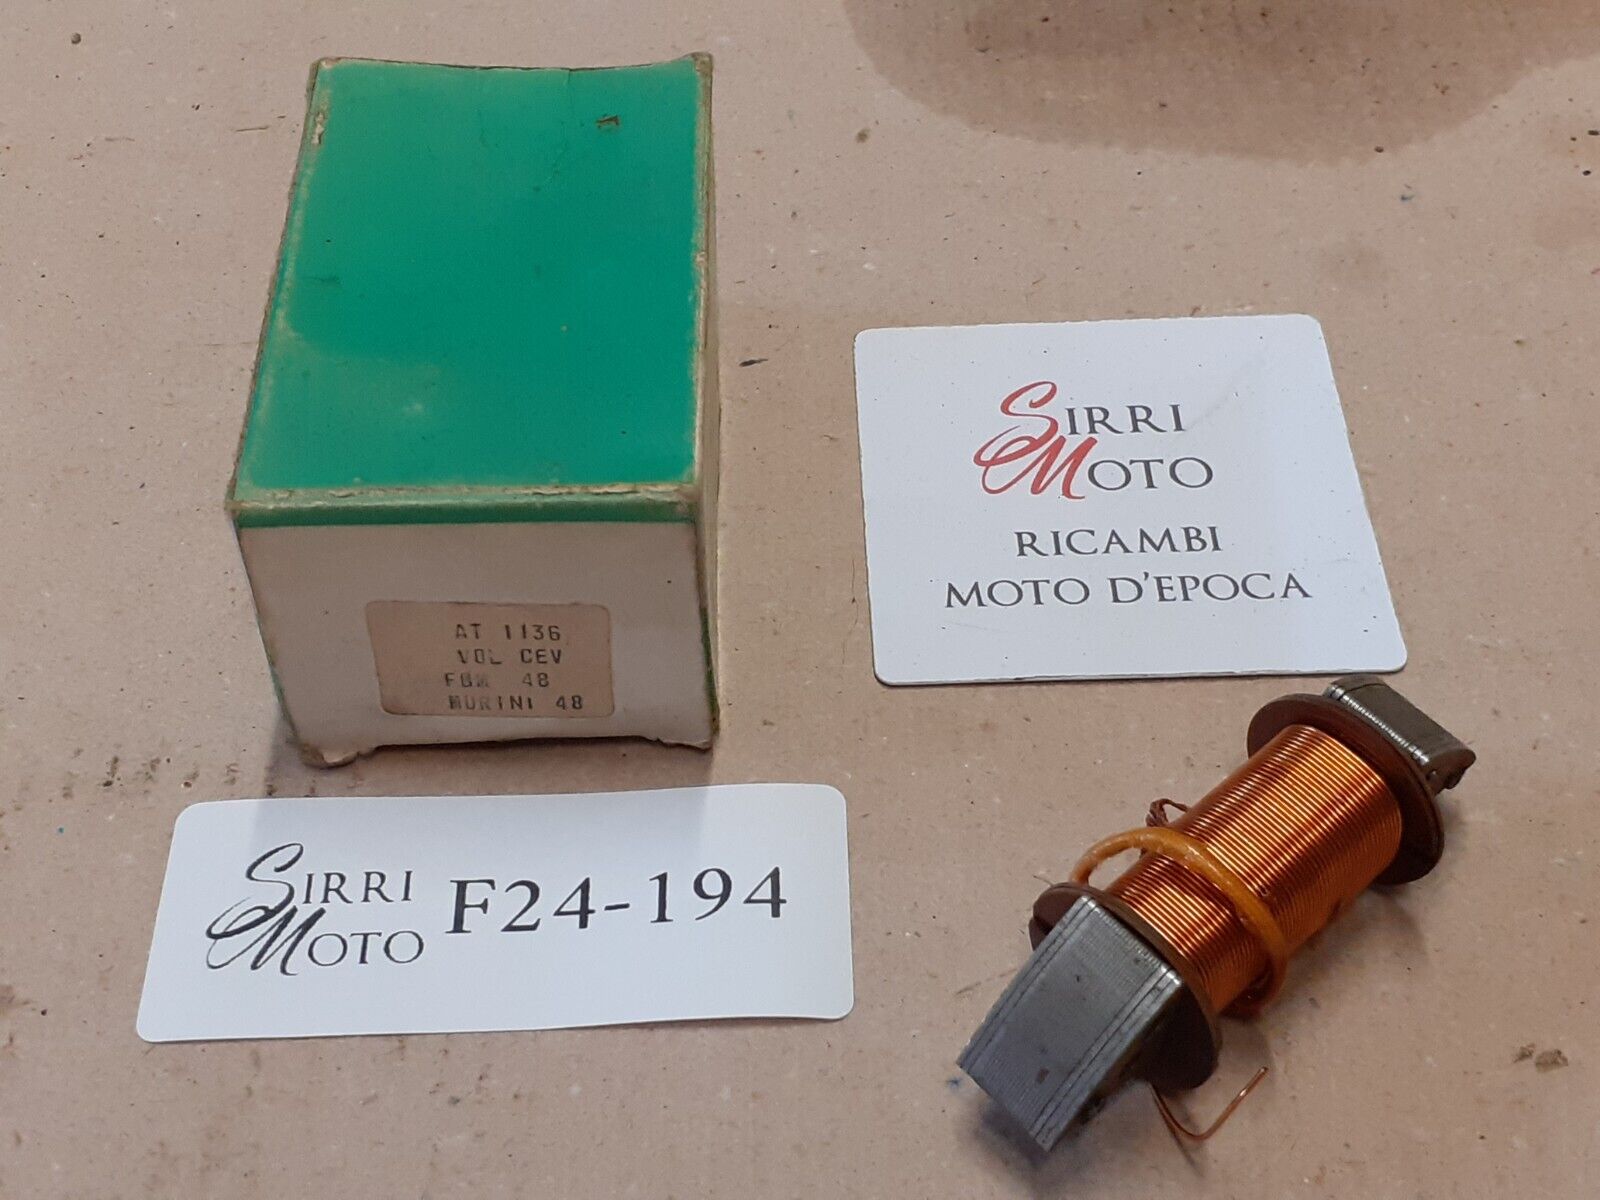 AT 1136
VOL CEV
FBM 48
MORINI 48
SIRRI
MOTO
RICAMBI
MOTO D'EPOCA
SIRRI
MOTO
F24-194